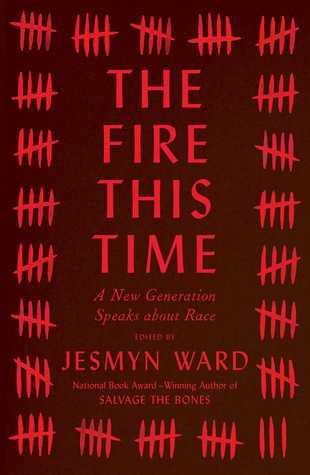 THE
FIRE
THIS
TIME
A New Generation
Speaks about Race
EDITED BY
JESMYN WARD
National Book Award–Winning Author of
SALVAGE THE BONES